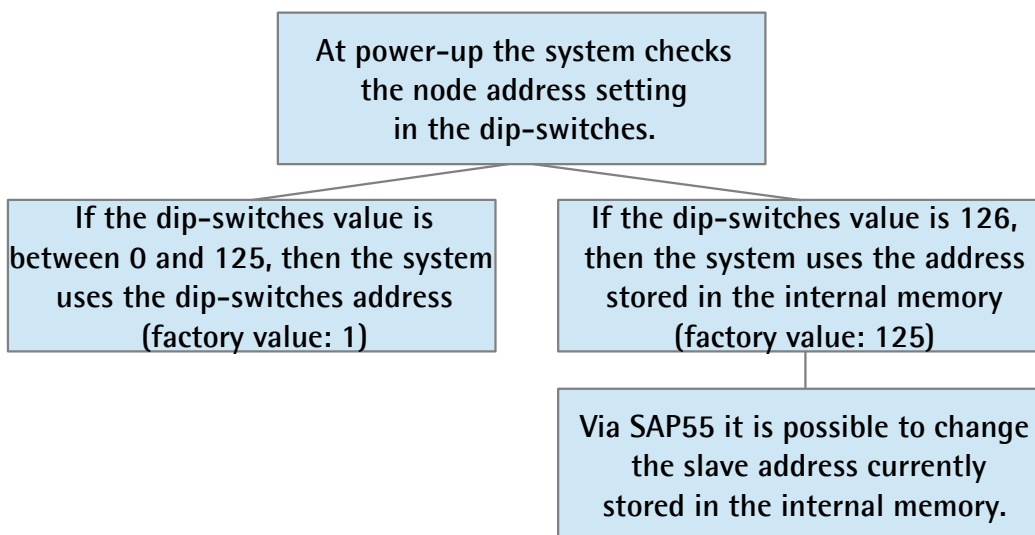 At power-up the system checks
the node address setting
in the dip-switches.
If the dip-switches value is
between 0 and 125, then the system
uses the dip-switches address
(factory value: 1)
If the dip-switches value is 126,
then the system uses the address
stored in the internal memory
(factory value: 125)
Via SAP55 it is possible to change
the slave address currently
stored in the internal memory.